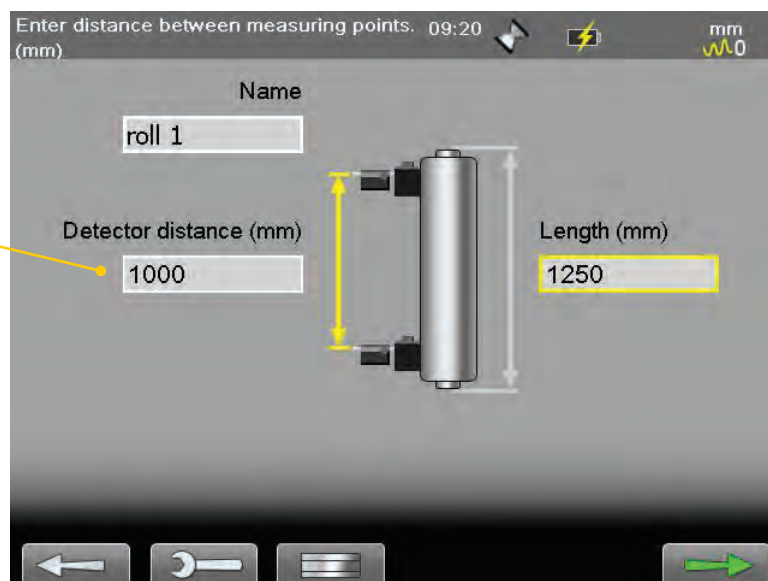 Enter distance between measuring points. 09:20 mm
(mm) 0
Name
roll 1
Detector distance (mm) Length (mm)
1000 1250